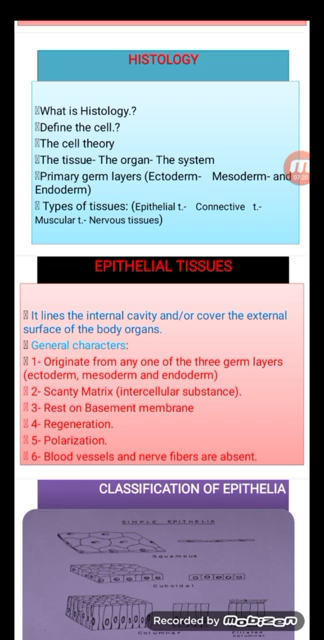 HISTOLOGY
What is Histology.?
Define the cell.?
The cell theory
The tissue- The organ- The system
Primary germ layers (Ectoderm- Mesoderm- and
Endoderm)
Types of tissues: (Epithelial t.- Connective t.-
Muscular t.- Nervous tissues)
EPITHELIAL TISSUES
It lines the internal cavity and/or cover the external
surface of the body organs.
General characters:
1- Originate from any one of the three germ layers
(ectoderm, mesoderm and endoderm)
2- Scanty Matrix (intercellular substance).
3- Rest on Basement membrane
4- Regeneration.
5- Polarization.
6- Blood vessels and nerve fibers are absent.
CLASSIFICATION OF EPITHELIA
SIMPLE EPITHELIA
Squamous
Cuboidal
Columnar
Ciliated
columnar
Recorded by mobizen